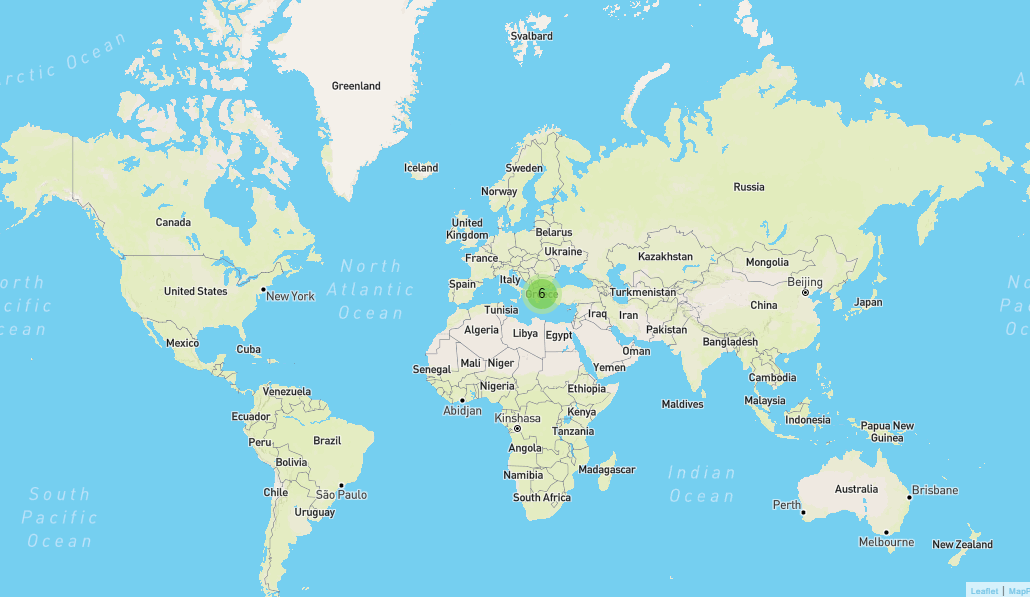 Svalbard
Arctic Ocean
Greenland
Iceland
Sweden
Norway
Russia
Canada
United
Kingdom
Belarus
Ukraine
France
Kazakhstan
Mongolia
North
Atlantic
Ocean
Spain
Italy
Beijing
United States
New York
6
Turkmenistan
China
Japan
Tunisia
Iraq
Iran
Algeria
Libya
Egypt
Pakistan
Mexico
Cuba
Bangladesh
Oman
Mali
Niger
Yemen
Senegal
Cambodia
Nigeria
Ethiopia
Venezuela
Maldives
Malaysia
Abidjan
Kenya
Ecuador
Kinshasa
Indonesia
Papua New
Guinea
Tanzania
Peru
Brazil
Angola
Bolivia
Madagascar
Indian
Ocean
Namibia
Chile
São Paulo
South
Pacific
Ocean
South Africa
Australia
Brisbane
Perth
Uruguay
Melbourne
New Zealand
Leaflet |